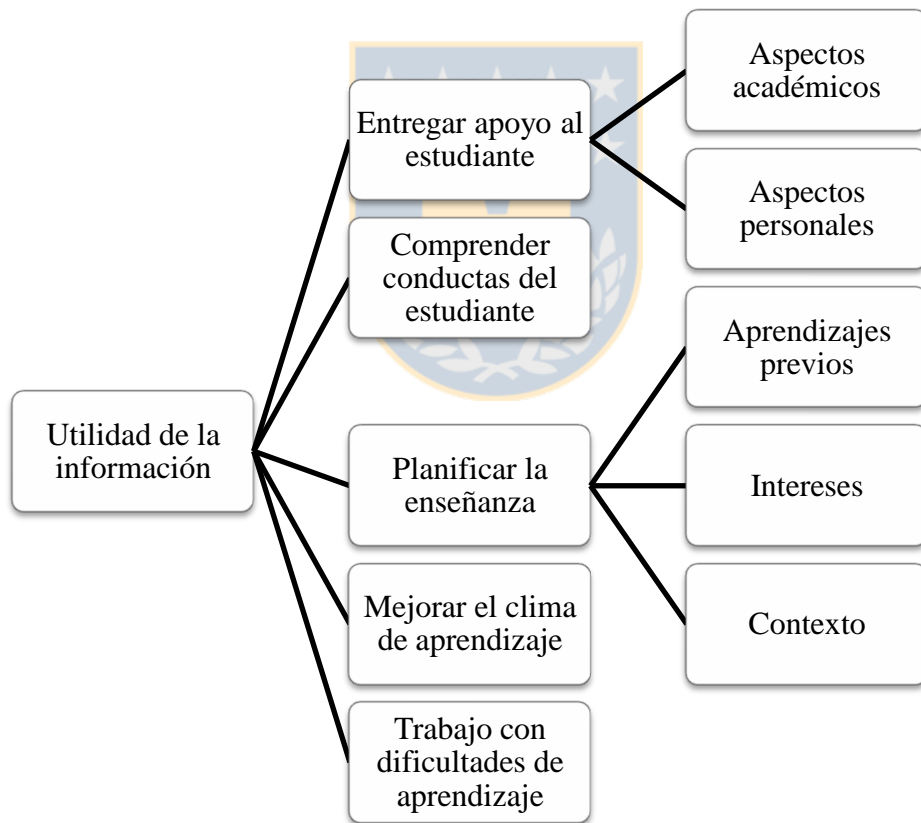 Utilidad de la
información
Entregar apoyo al
estudiante
Aspectos
académicos
Aspectos
personales
Comprender
conductas del
estudiante
Planificar la
enseñanza
Aprendizajes
previos
Intereses
Contexto
Mejorar el clima
de aprendizaje
Trabajo con
dificultades de
aprendizaje